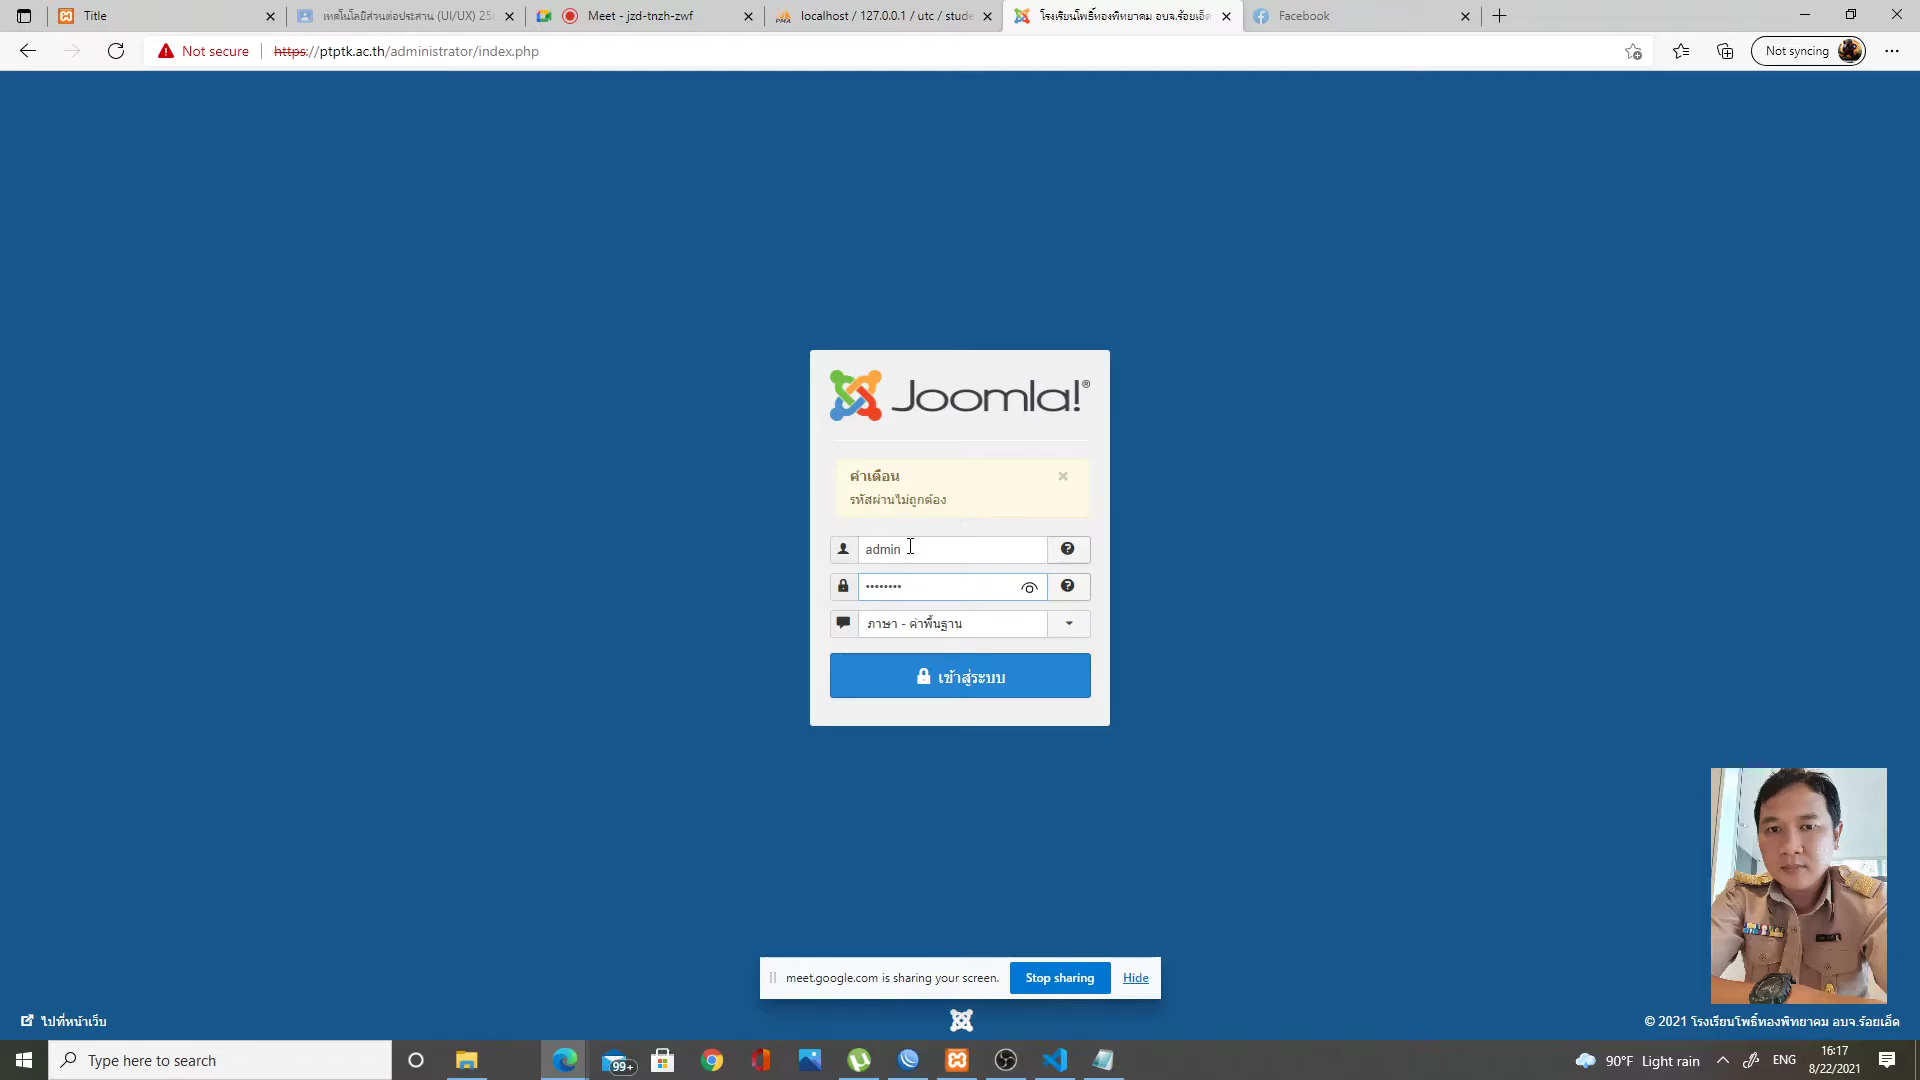 Title
เทคโนโลยีส่วนต่อประสาน (UI/UX) 25
Meet - jzd-tnzh-zwf
localhost / 127.0.0.1 / utc / stude
โรงเรียนโพธิ์ทองพิทยาคม อบจ.ร้อยเอ็ด
Facebook
Not secure
https://ptptk.ac.th/administrator/index.php
Not syncing
Joomla!®
คำเตือน
รหัสผ่านไม่ถูกต้อง
admin
ภาษา - ค่าพื้นฐาน
เข้าสู่ระบบ
meet.google.com is sharing your screen.
Stop sharing
Hide
ไปที่หน้าเว็บ
© 2021 โรงเรียนโพธิ์ทองพิทยาคม อบจ.ร้อยเอ็ด
Type here to search
99+
90°F Light rain
ENG
16:17
8/22/2021